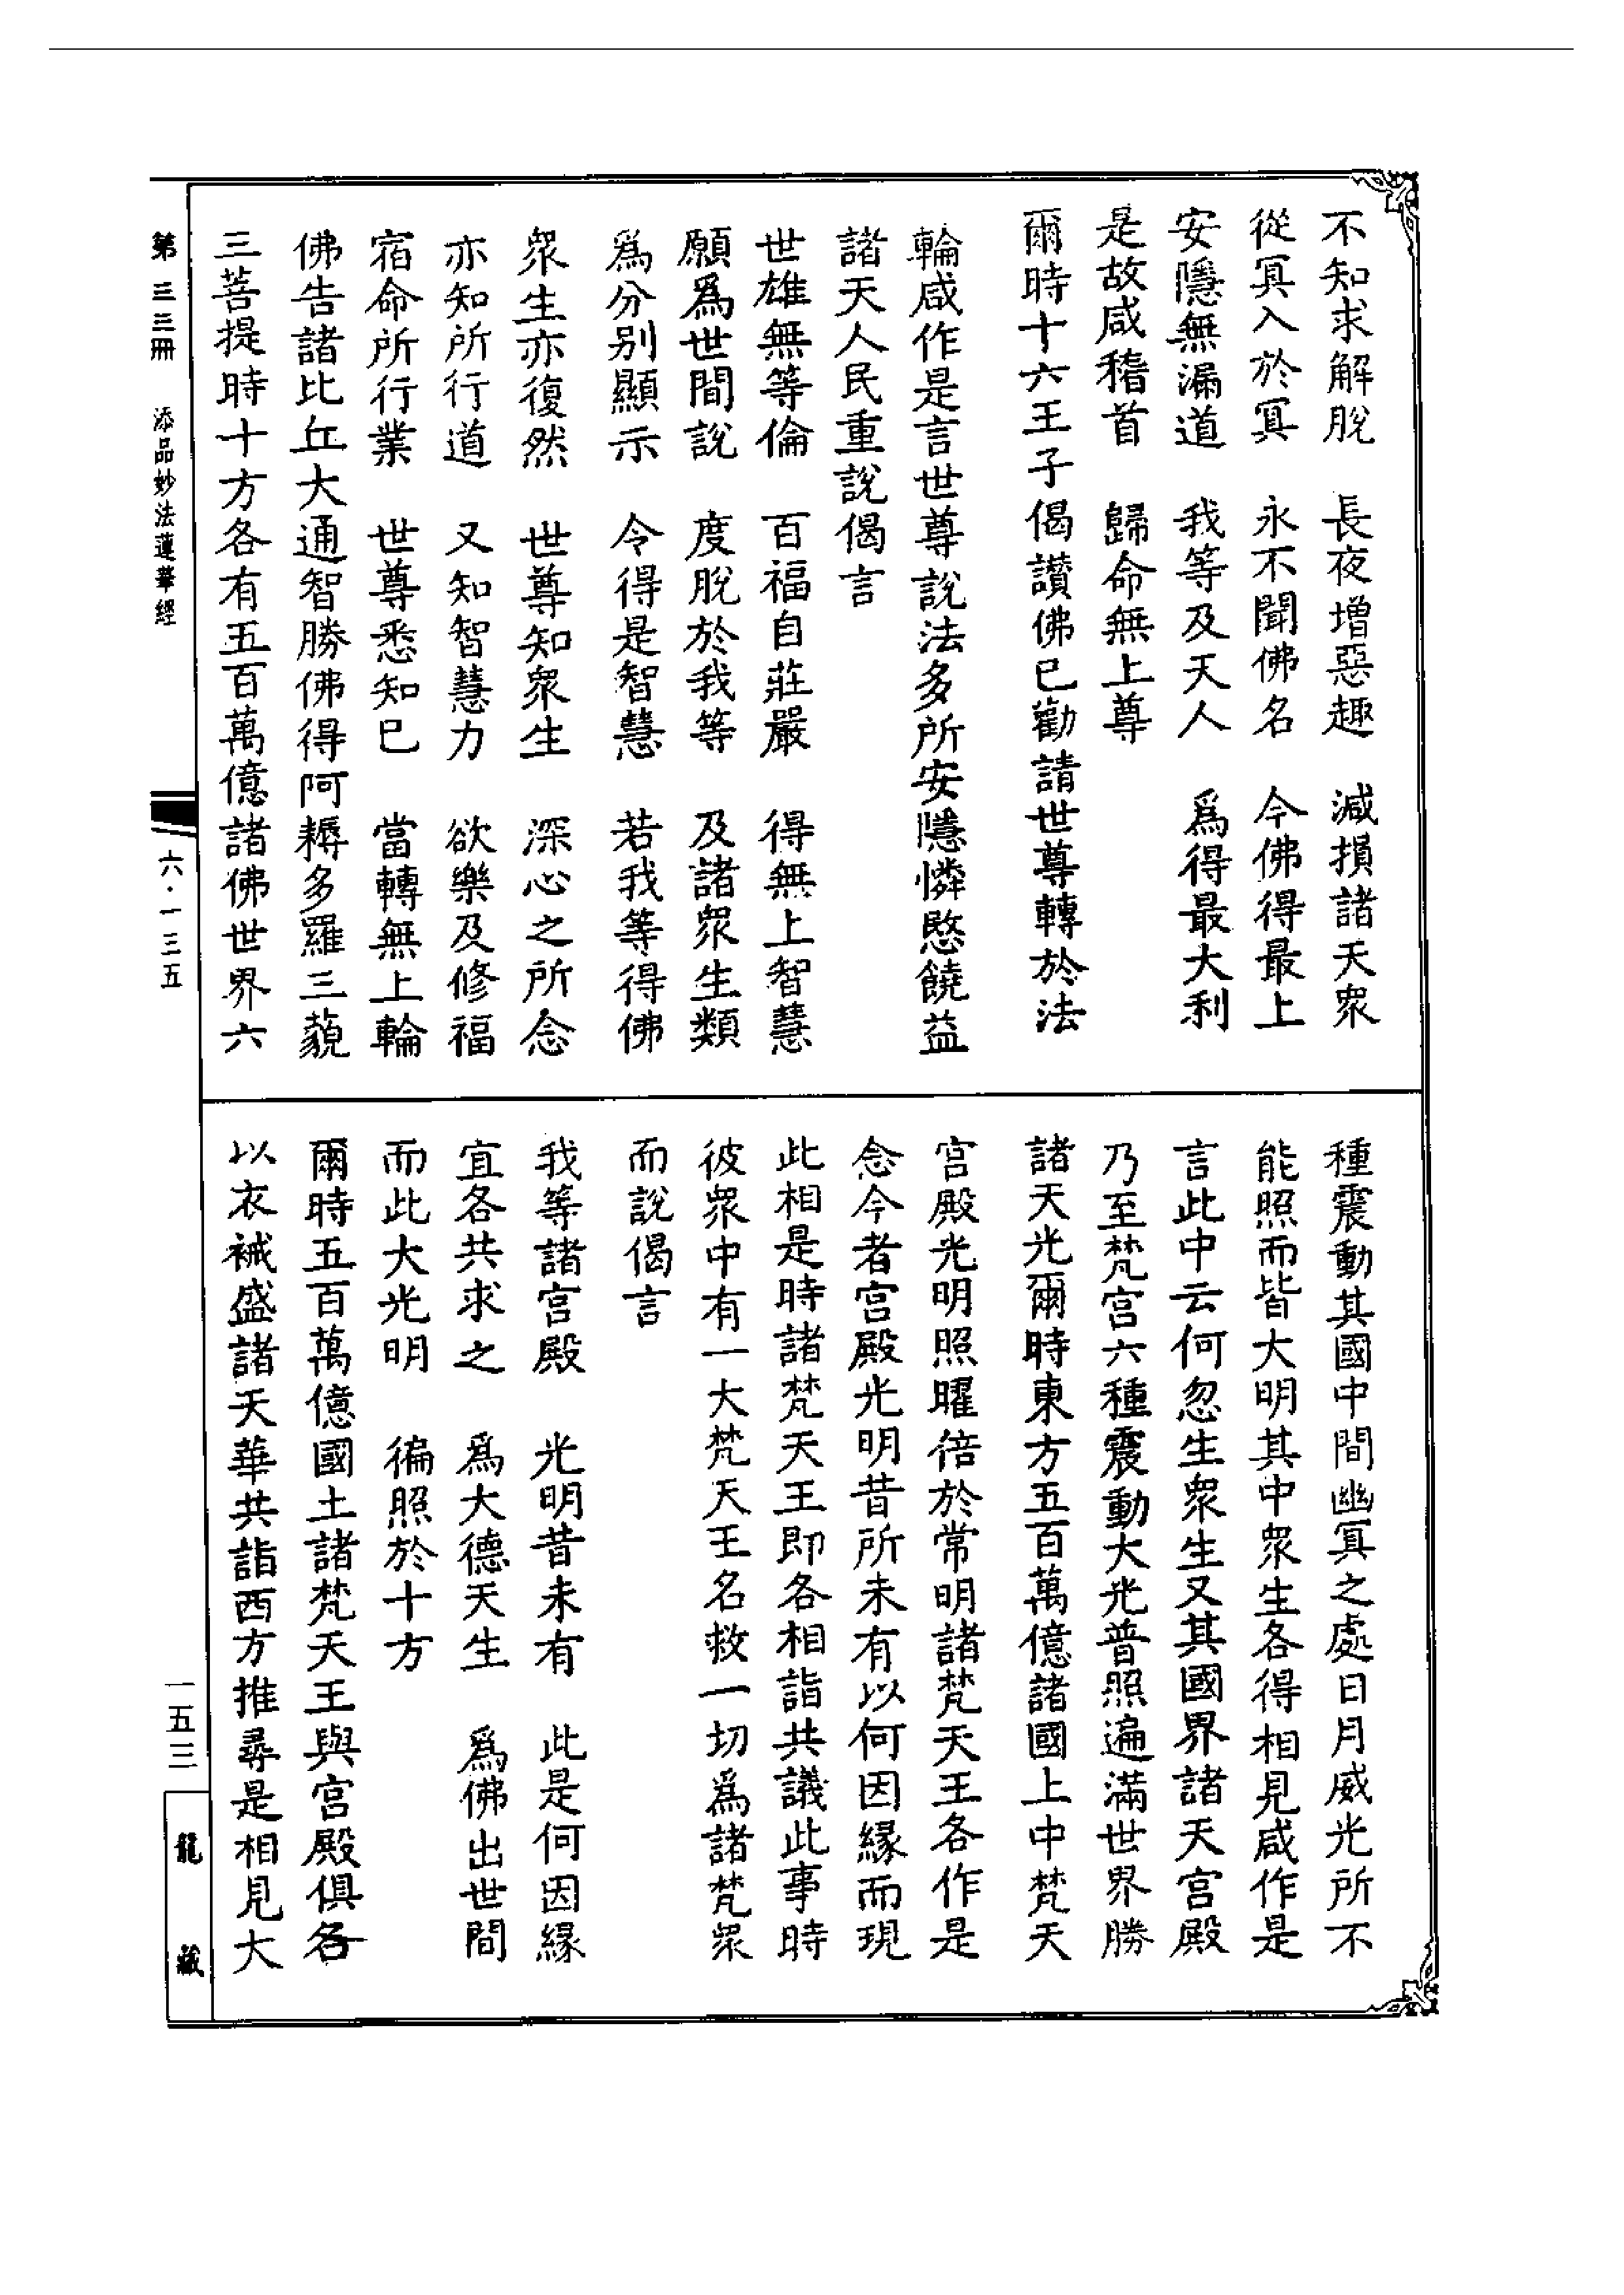 不知求解脫　長夜增惡趣　減損諸天衆
從冥入於冥　永不聞佛名　今佛得最上
安隱無漏道　我等及天人　爲得最大利
是故咸稽首　歸命無上尊
爾時十六王子偈讚佛已勸請世尊轉於法
輪咸作是言世尊說法多所安隱憐愍饒益
諸天人民重說偈言
世雄無等倫　百福自莊嚴　得無上智慧
願爲世間說　度脫於我等　及諸衆生類
爲分别顯示　令得是智慧　若我等得佛
衆生亦復然　世尊知衆生　深心之所念
亦知所行道　又知智慧力　欲樂及修福
宿命所行業　世尊悉知已　當轉無上輪
佛告諸比丘大通智勝佛得阿耨多羅三藐
三菩提時十方各有五百萬億諸佛世界六
種震動其國中間幽冥之處日月威光所不
能照而皆大明其中衆生各得相見咸作是
言此中云何忽生衆生又其國界諸天宫殿
乃至梵宫六種震動大光普照遍滿世界勝
諸天光爾時東方五百萬億諸國上中梵天
宫殿光明照曜倍於常明諸梵天王各作是
念今者宫殿光明昔所未有以何因緣而現
此相是時諸梵天王即各相詣共議此事時
彼衆中有一大梵天王名救一切爲諸梵衆
而說偈言
我等諸宫殿　光明昔未有　此是何因緣
宜各共求之　爲大德天生　爲佛出世間
而此大光明　徧照於十方
爾時五百萬億國土諸梵天王與宫殿俱各
以衣裓盛諸天華共詣西方推尋是相見大
第三三冊　添品妙法蓮華經
六·一三五
一五三
龍藏